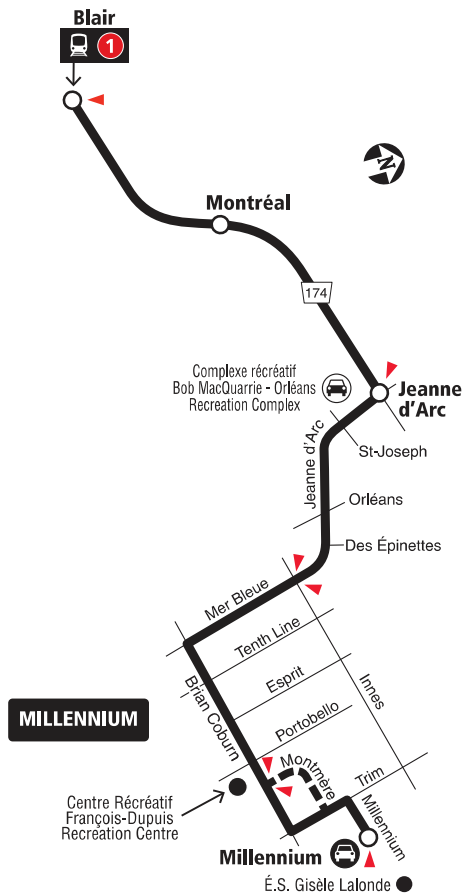 Blair
1
N
Montréal
174
Complexe récréatif
Bob MacQuarrie - Orléans
Recreation Complex
Jeanne
d'Arc
Jeanne d'Arc
St-Joseph
Orléans
Des Épinettes
Mer Bleue
Tenth Line
Esprit
Portobello
Innes
Brian Coburn
MILLENNIUM
Montmère
Trim
Millennium
Centre Récréatif
François-Dupuis
Recreation Centre
Millennium
É.S. Gisèle Lalonde